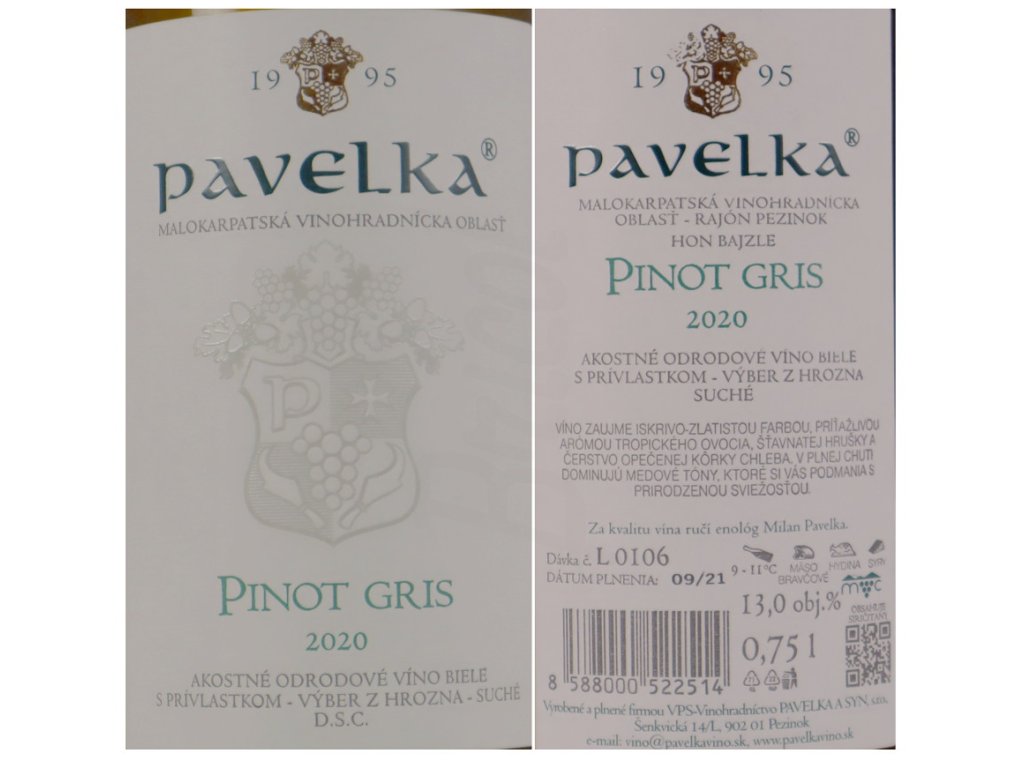 19 95
P
PAVELKA®
MALOKARPATSKÁ VINOHRADNÍCKA OBLASŤ
P
PINOT GRIS
2020
AKOSTNÉ ODRODOVÉ VÍNO BIELE
S PRÍVLASTKOM - VÝBER Z HROZNA - SUCHÉ
D.S.C.
19 95
P
PAVELKA®
MALOKARPATSKÁ VINOHRADNÍCKA
OBLASŤ - RAJÓN PEZINOK
HON BAJZLE
PINOT GRIS
2020
AKOSTNÉ ODRODOVÉ VÍNO BIELE
S PRÍVLASTKOM - VÝBER Z HROZNA
SUCHÉ
VÍNO ZAUJME ISKRIVO-ZLATISTOU FARBOU, PRÍŤAŽLIVOU
ARÓMOU TROPICKÉHO OVOCIA, ŠŤAVNATEJ HRUŠKY A
ČERSTVO OPEČENEJ KÔRKY CHLEBA. V PLNEJ CHUTI
DOMINUJÚ MEDOVÉ TÓNY, KTORÉ SI VÁS PODMANIA S
PRIRODZENOU SVIEŽOSŤOU.
Za kvalitu vína ručí enológ Milan Pavelka.
Dávka č. L 0106
DÁTUM PLNENIA: 09/21
9 - 11°C
MÄSO
BRAVČOVÉ
HYDINA
SYRY
mvc
13,0 obj.%
OBSAHUJE
SIRIČITANY
0,75 l
8 588000 522514
Vyrobené a plnené firmou VPS-Vinohradníctvo PAVELKA A SYN, s.r.o.
Šenkvická 14/L, 902 01 Pezinok
e-mail: vino@pavelkavino.sk, www.pavelkavino.sk